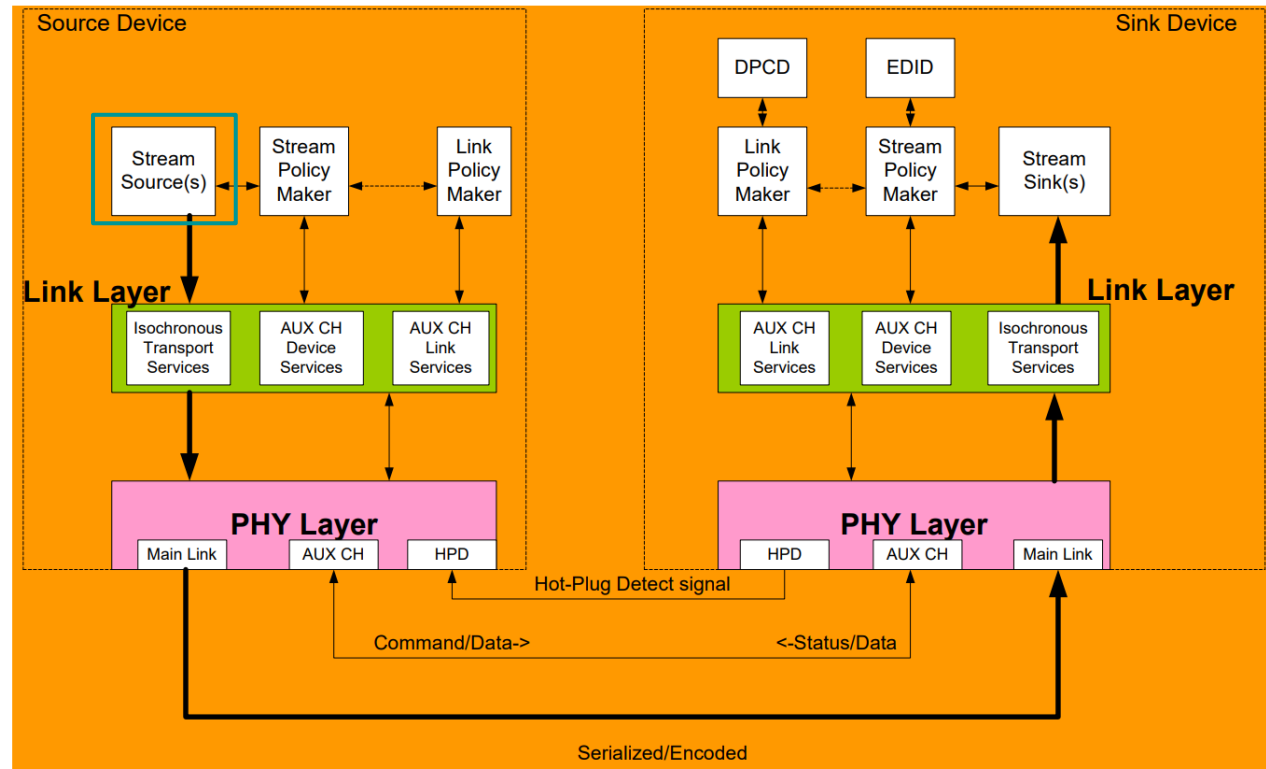 Source Device
Sink Device
DPCD
EDID
Stream
Source(s)
Stream
Policy
Maker
Link
Policy
Maker
Link
Policy
Maker
Stream
Policy
Maker
Stream
Sink(s)
Link Layer
Link Layer
Isochronous
Transport
Services
AUX CH
Device
Services
AUX CH
Link
Services
AUX CH
Link
Services
AUX CH
Device
Services
Isochronous
Transport
Services
PHY Layer
PHY Layer
Main Link
AUX CH
HPD
HPD
AUX CH
Main Link
Hot-Plug Detect signal
Command/Data->
<-Status/Data
Serialized/Encoded